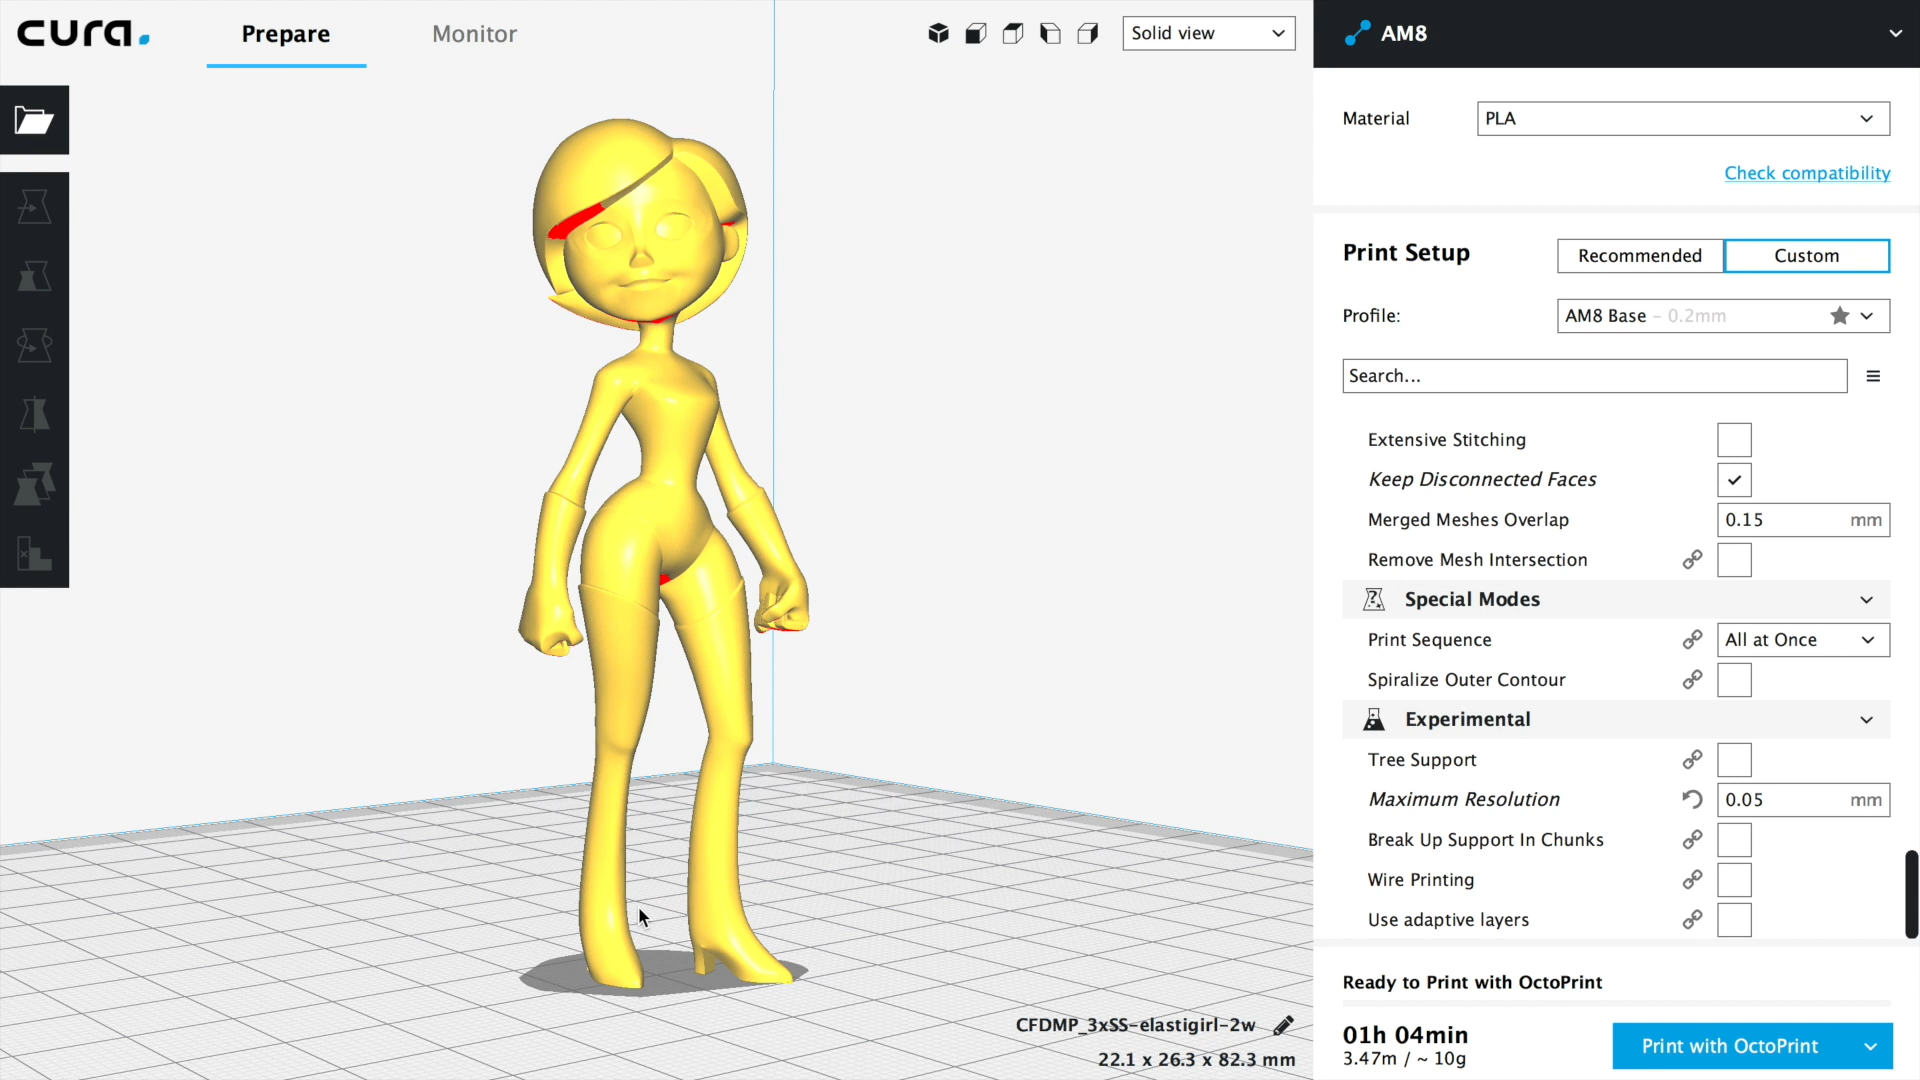 cura.
Prepare
Monitor
Solid view
AM8
Material
PLA
Check compatibility
Print Setup
Recommended
Custom
Profile:
AM8 Base - 0.2mm
Search...
Extensive Stitching
Keep Disconnected Faces
Merged Meshes Overlap
0.15 mm
Remove Mesh Intersection
Special Modes
Print Sequence
All at Once
Spiralize Outer Contour
Experimental
Tree Support
Maximum Resolution
0.05 mm
Break Up Support In Chunks
Wire Printing
Use adaptive layers
Ready to Print with OctoPrint
CFDMP_3xSS-elastigirl-2w
22.1 x 26.3 x 82.3 mm
01h 04min
3.47m / ~ 10g
Print with OctoPrint